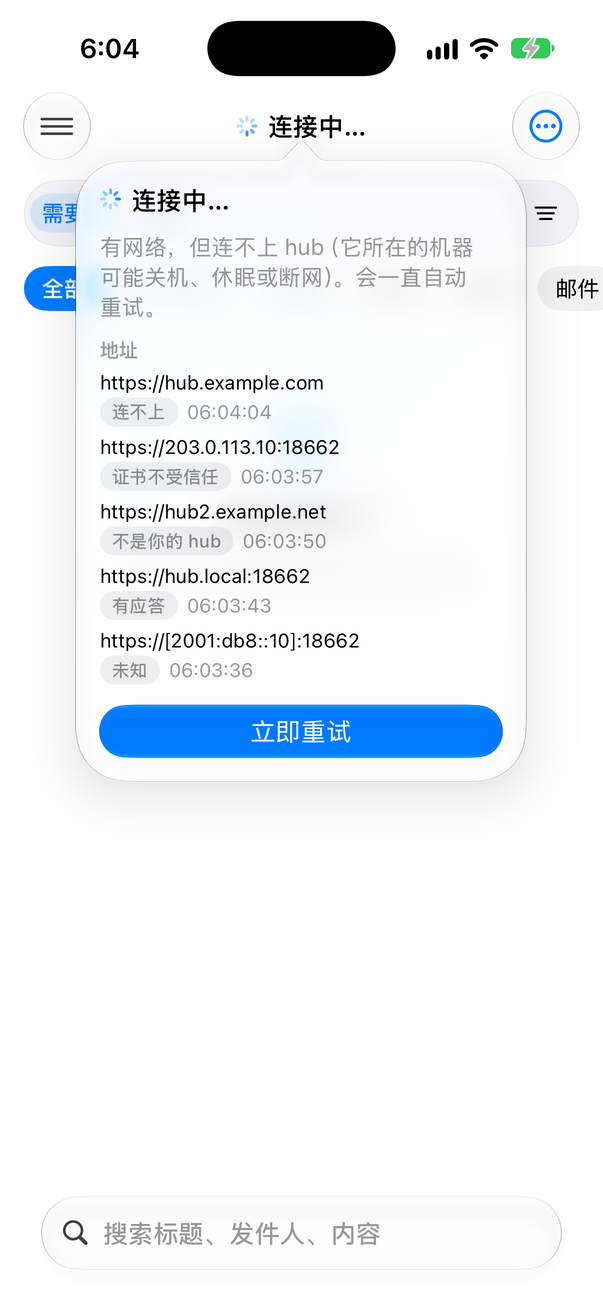 6:04
连接中...
需要
全部
邮件
连接中...
有网络，但连不上 hub（它所在的机器
可能关机、休眠或断网）。会一直自动
重试。
地址
https://hub.example.com
连不上 06:04:04
https://203.0.113.10:18662
证书不受信任 06:03:57
https://hub2.example.net
不是你的 hub 06:03:50
https://hub.local:18662
有应答 06:03:43
https://[2001:db8::10]:18662
未知 06:03:36
立即重试
搜索标题、发件人、内容